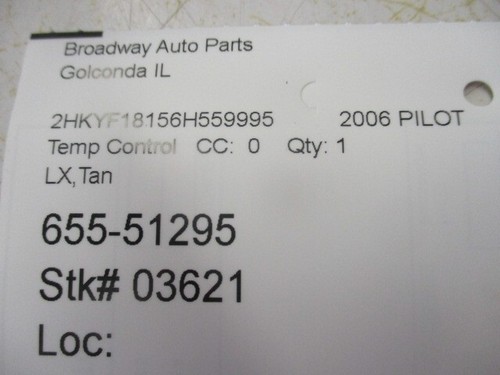 Broadway Auto Parts
Golconda IL
2HKYF18156H559995 2006 PILOT
Temp Control CC: 0 Qty: 1
LX,Tan
655-51295
Stk# 03621
Loc: